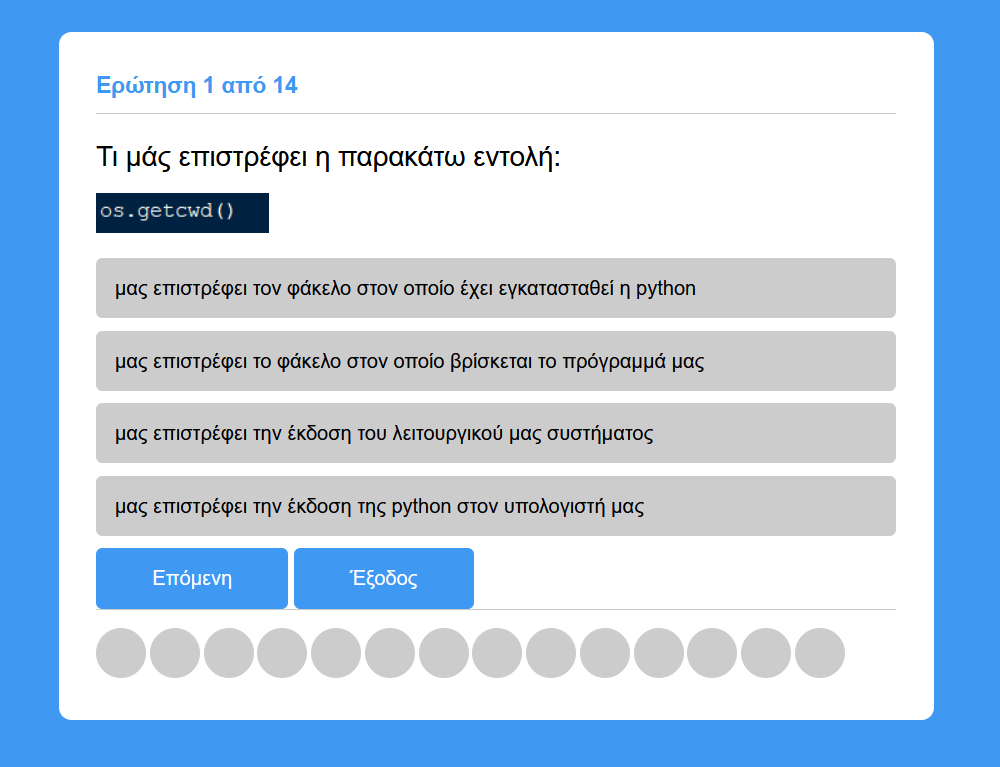 Ερώτηση 1 από 14
Τι μάς επιστρέφει η παρακάτω εντολή:
os.getcwd()
μας επιστρέφει τον φάκελο στον οποίο έχει εγκατασταθεί η python
μας επιστρέφει το φάκελο στον οποίο βρίσκεται το πρόγραμμά μας
μας επιστρέφει την έκδοση του λειτουργικού μας συστήματος
μας επιστρέφει την έκδοση της python στον υπολογιστή μας
Επόμενη Έξοδος